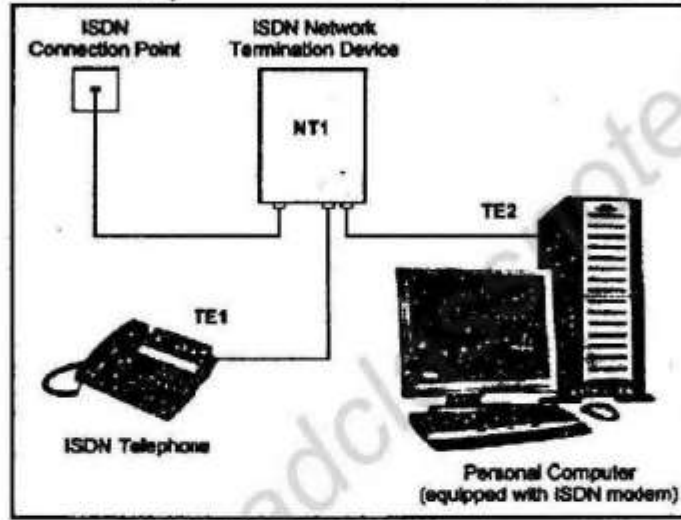 ISDN
Connection Point
ISDN Network
Termination Device
NT1
TE2
TE1
ISDN Telephone
Personal Computer
(equipped with ISDN modem)